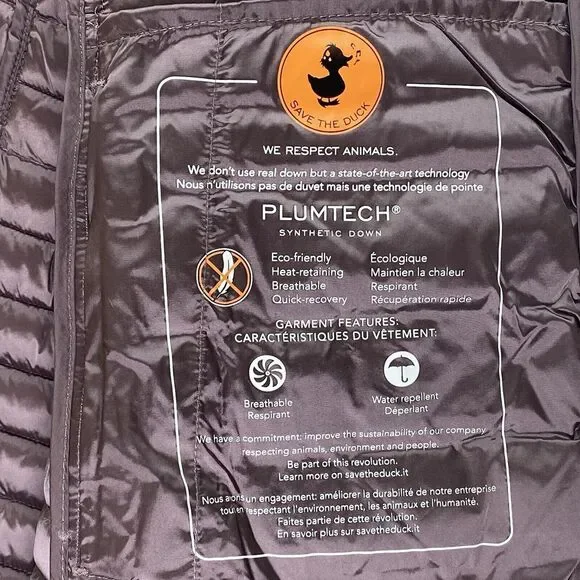 SAVE THE DUCK
WE RESPECT ANIMALS.
We don't use real down but a state-of-the-art technology
Nous n'utilisons pas de duvet mais une technologie de pointe
PLUMTECH®
SYNTHETIC DOWN
Eco-friendly
Heat-retaining
Breathable
Quick-recovery
Écologique
Maintien la chaleur
Respirant
Récupération rapide
GARMENT FEATURES:
CARACTÉRISTIQUES DU VÊTEMENT:
Breathable
Respirant
Water repellent
Déperlant
We have a commitment: improve the sustainability of our company
respecting animals, environment and people.
Be part of this revolution.
Learn more on savetheduck.it
Nous avons un engagement: améliorer la durabilité de notre entreprise
tout en respectant l'environnement, les animaux et l'humanité.
Faites partie de cette révolution.
En savoir plus sur savetheduck.it